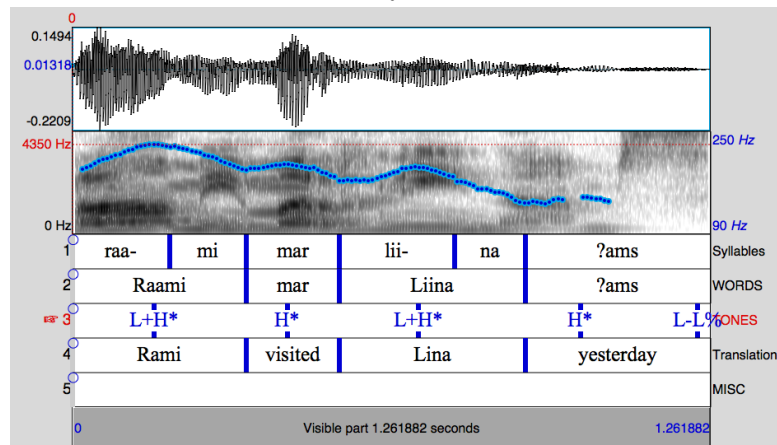 0
0.1494
0.01318
-0.2209
4350 Hz 250 Hz
0 Hz 90 Hz
1 raa- mi mar lii- na ?ams Syllables
2 Raami mar Liina ?ams WORDS
3 L+H* H* L+H* H* L-L% TONES
4 Rami visited Lina yesterday Translation
5 MISC
0 Visible part 1.261882 seconds 1.261882